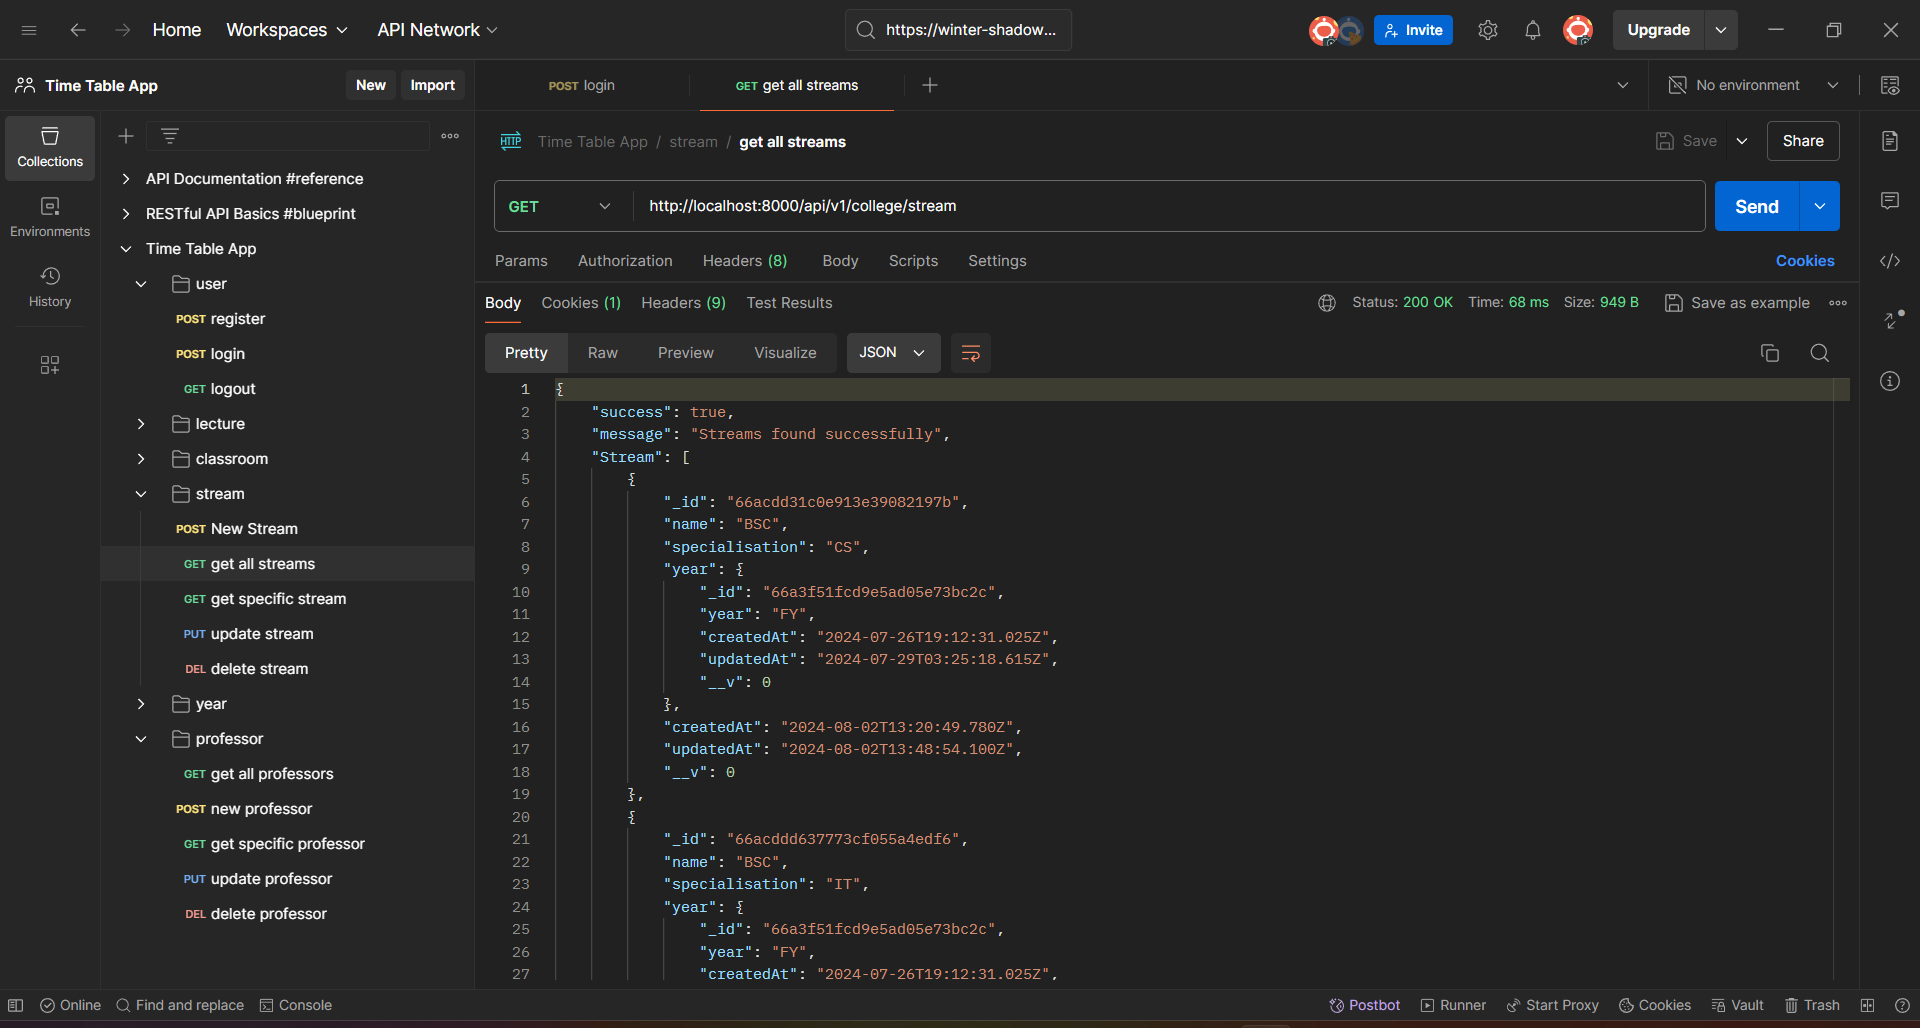 Home Workspaces API Network https://winter-shadow... Invite Upgrade
Time Table App New Import POST login GET get all streams No environment
Collections
Environments
History
API Documentation #reference
RESTful API Basics #blueprint
Time Table App
user
POST register
POST login
GET logout
lecture
classroom
stream
POST New Stream
GET get all streams
GET get specific stream
PUT update stream
DEL delete stream
year
professor
GET get all professors
POST new professor
GET get specific professor
PUT update professor
DEL delete professor
HTTP Time Table App / stream / get all streams Save Share
GET http://localhost:8000/api/v1/college/stream Send
Params Authorization Headers (8) Body Scripts Settings Cookies
Body Cookies (1) Headers (9) Test Results Status: 200 OK Time: 68 ms Size: 949 B Save as example
Pretty Raw Preview Visualize JSON
1 {
2 "success": true,
3 "message": "Streams found successfully",
4 "Stream": [
5 {
6 "_id": "66acdd31c0e913e39082197b",
7 "name": "BSC",
8 "specialisation": "CS",
9 "year": {
10 "_id": "66a3f51fcd9e5ad05e73bc2c",
11 "year": "FY",
12 "createdAt": "2024-07-26T19:12:31.025Z",
13 "updatedAt": "2024-07-29T03:25:18.615Z",
14 "__v": 0
15 },
16 "createdAt": "2024-08-02T13:20:49.780Z",
17 "updatedAt": "2024-08-02T13:48:54.100Z",
18 "__v": 0
19 },
20 {
21 "_id": "66acddd637773cf055a4edf6",
22 "name": "BSC",
23 "specialisation": "IT",
24 "year": {
25 "_id": "66a3f51fcd9e5ad05e73bc2c",
26 "year": "FY",
27 "createdAt": "2024-07-26T19:12:31.025Z",
Online Find and replace Console Postbot Runner Start Proxy Cookies Vault Trash